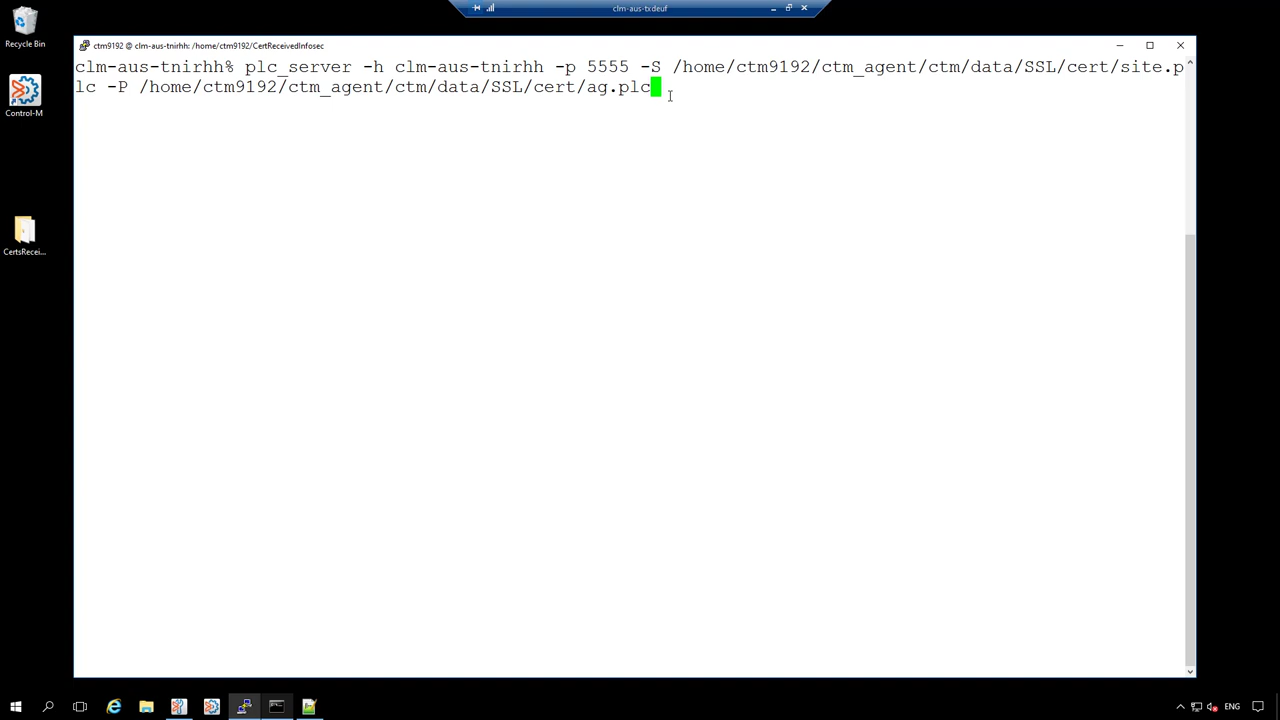 clm-aus-txdeuf
Recycle Bin
Control-M
CertsRecei...
ctm9192 @ clm-aus-tnirhh: /home/ctm9192/CertReceivedInfosec
clm-aus-tnirhh% plc_server -h clm-aus-tnirhh -p 5555 -S /home/ctm9192/ctm_agent/ctm/data/SSL/cert/site.p
lc -P /home/ctm9192/ctm_agent/ctm/data/SSL/cert/ag.plc
ENG